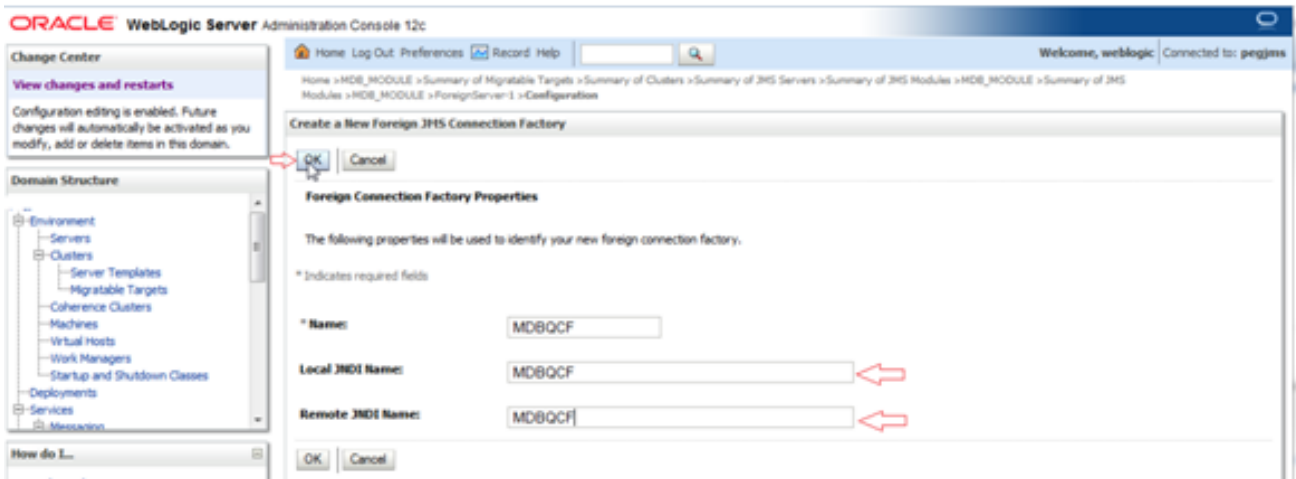 ORACLE WebLogic Server Administration Console 12c
Change Center
View changes and restarts
Configuration editing is enabled. Future
changes will automatically be activated as you
modify, add or delete items in this domain.
Domain Structure
Environment
Servers
Clusters
Server Templates
Migratable Targets
Coherence Clusters
Machines
Virtual Hosts
Work Managers
Startup and Shutdown Classes
Deployments
Services
Messaging
How do I...
Home Log Out Preferences Record Help
Welcome, weblogic Connected to: pegjms
Home >MDB_MODULE >Summary of Migratable Targets >Summary of Clusters >Summary of JMS Servers >Summary of JMS Modules >MDB_MODULE >Summary of JMS
Modules >MDB_MODULE >ForeignServer-1 >Configuration
Create a New Foreign JMS Connection Factory
OK Cancel
Foreign Connection Factory Properties
The following properties will be used to identify your new foreign connection factory.
* Indicates required fields
* Name: MDBQCF
Local JNDI Name: MDBQCF
Remote JNDI Name: MDBQCF
OK Cancel